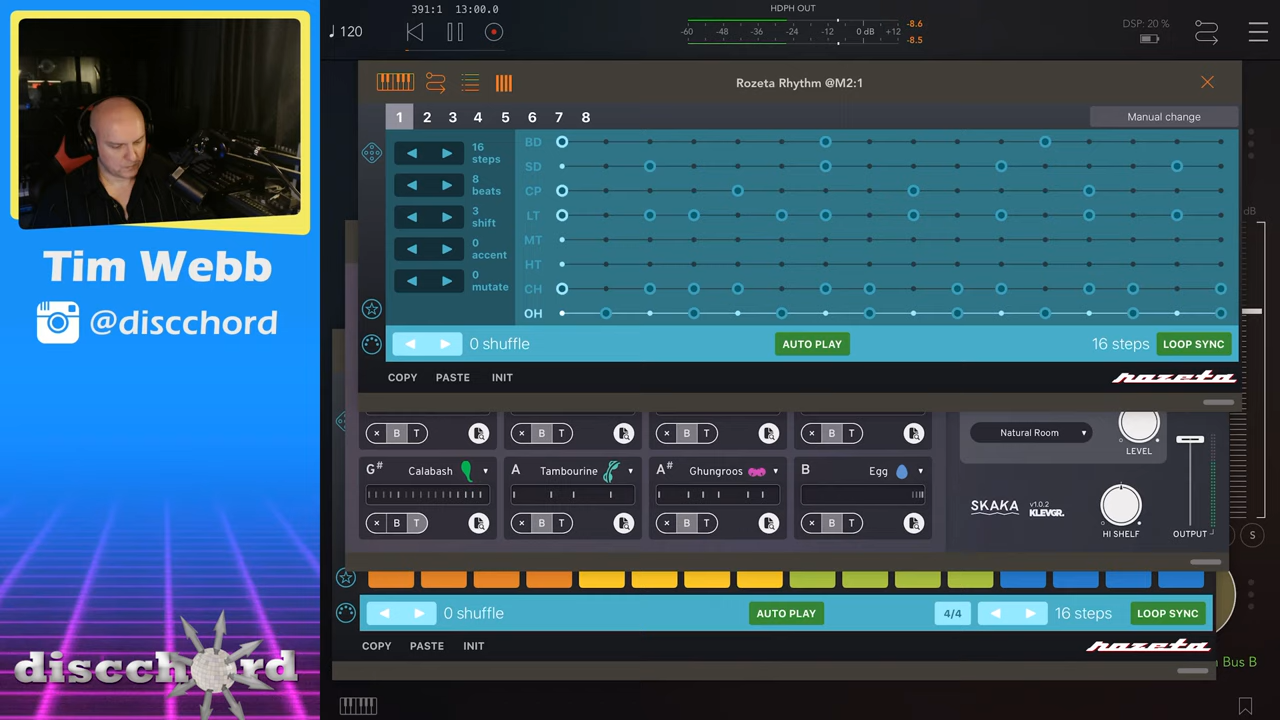 391:1 13:00.0
HDPH OUT
120
-8.6
-8.5
-60 -48 -36 -24 -12 0 dB +12
DSP: 20 %
Rozeta Rhythm @M2:1
1 2 3 4 5 6 7 8
Manual change
16 steps
8 beats
3 shift
0 accent
0 mutate
BD
SD
CP
LT
MT
HT
CH
OH
0 shuffle
AUTO PLAY
16 steps
LOOP SYNC
COPY PASTE INIT
rozeta
Tim Webb
@discchord
dB
× B T
× B T
× B T
× B T
Natural Room
LEVEL
G# Calabash
A Tambourine
A# Ghungroos
B Egg
× B T
× B T
× B T
× B T
SKAKA v1.0.2 KLEVGR.
HI SHELF
OUTPUT
S
0 shuffle
AUTO PLAY
4/4
16 steps
LOOP SYNC
COPY PASTE INIT
rozeta
Bus B
discchord